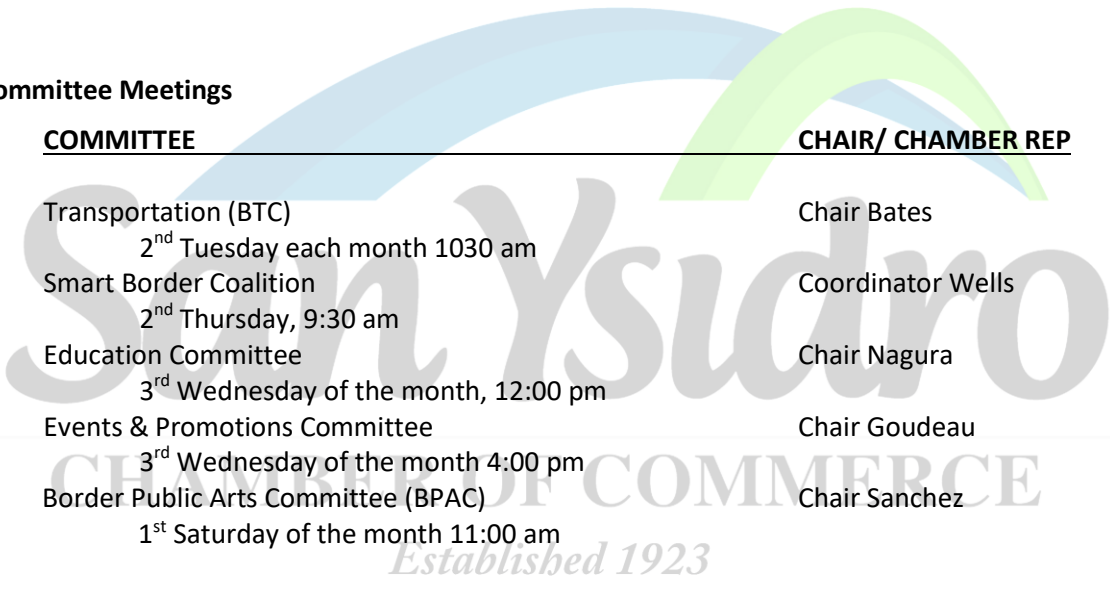 ommittee Meetings
COMMITTEE CHAIR/ CHAMBER REP
Transportation (BTC) Chair Bates
2nd Tuesday each month 1030 am
Smart Border Coalition Coordinator Wells
2nd Thursday, 9:30 am
Education Committee Chair Nagura
3rd Wednesday of the month, 12:00 pm
Events & Promotions Committee Chair Goudeau
3rd Wednesday of the month 4:00 pm
Border Public Arts Committee (BPAC) Chair Sanchez
1st Saturday of the month 11:00 am
San Ysidro
CHAMBER OF COMMERCE
Established 1923